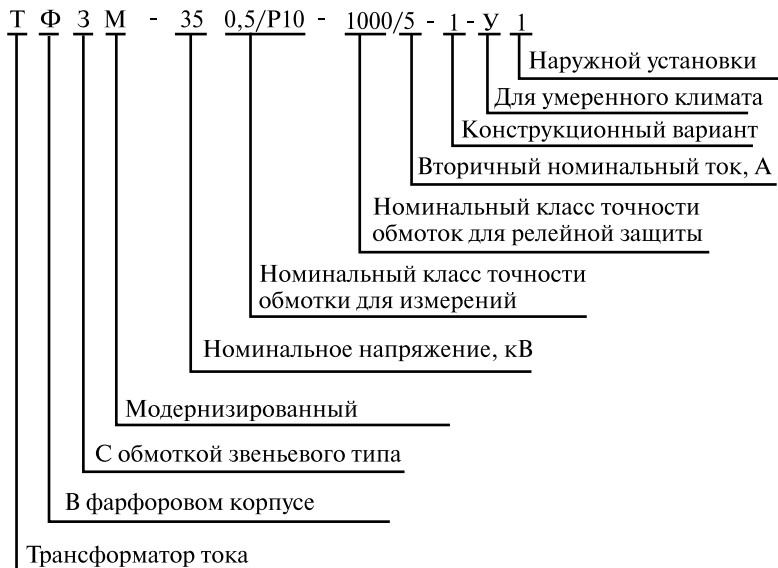 Т Ф З М - 35 0,5/Р10 - 1000/5 - 1 - У 1
Наружной установки
Для умеренного климата
Конструкционный вариант
Вторичный номинальный ток, А
Номинальный класс точности
обмоток для релейной защиты
Номинальный класс точности
обмотки для измерений
Номинальное напряжение, кВ
Модернизированный
С обмоткой звеньевого типа
В фарфоровом корпусе
Трансформатор тока